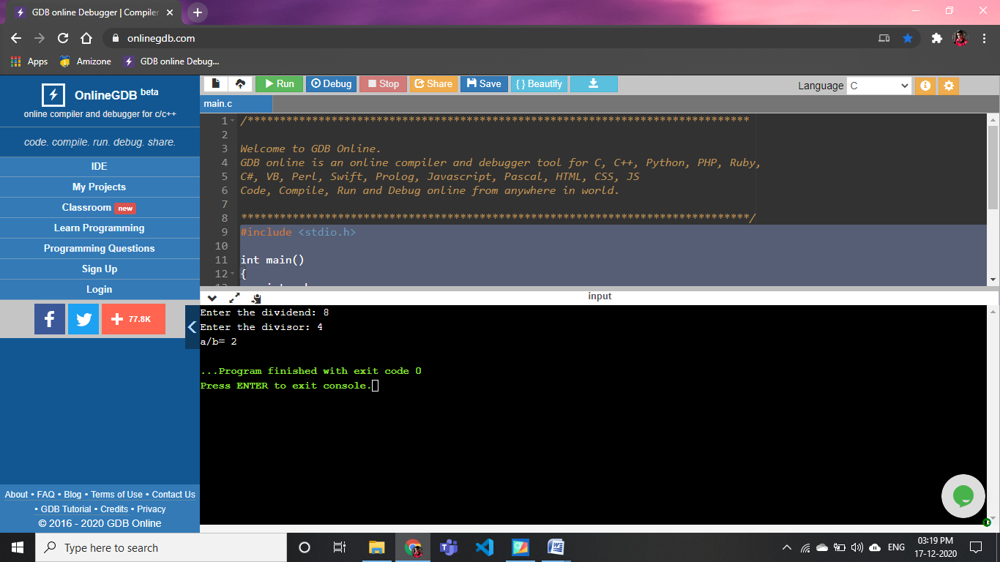 GDB online Debugger | Compiler
onlinegdb.com
Apps
Amizone
GDB online Debug...
OnlineGDB beta
online compiler and debugger for c/c++
code. compile. run. debug. share.
IDE
My Projects
Classroom new
Learn Programming
Programming Questions
Sign Up
Login
77.8K
About • FAQ • Blog • Terms of Use • Contact Us
• GDB Tutorial • Credits • Privacy
© 2016 - 2020 GDB Online
Run
Debug
Stop
Share
Save
{ } Beautify
Language C
main.c
1 /******************************************************************************
2
3 Welcome to GDB Online.
4 GDB online is an online compiler and debugger tool for C, C++, Python, PHP, Ruby,
5 C#, VB, Perl, Swift, Prolog, Javascript, Pascal, HTML, CSS, JS
6 Code, Compile, Run and Debug online from anywhere in world.
7
8 *******************************************************************************/
9 #include <stdio.h>
10
11 int main()
12 {
input
Enter the dividend: 8
Enter the divisor: 4
a/b= 2
...Program finished with exit code 0
Press ENTER to exit console.
Type here to search
ENG
03:19 PM
17-12-2020